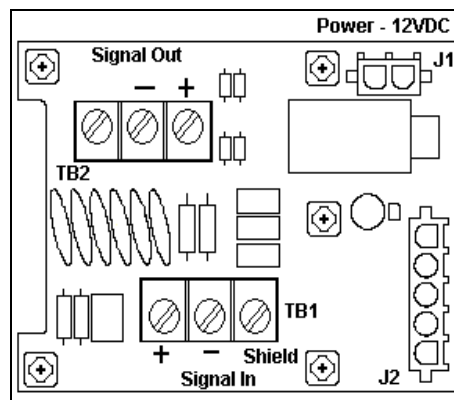 Power - 12VDC
Signal Out
J1
− +
TB2
TB1
+ − Shield
Signal In
J2